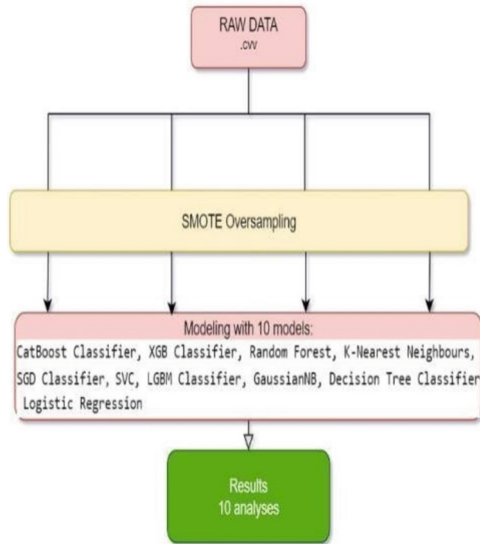 RAW DATA
.cvv
SMOTE Oversampling
Modeling with 10 models:
CatBoost Classifier, XGB Classifier, Random Forest, K-Nearest Neighbours,
SGD Classifier, SVC, LGBM Classifier, GaussianNB, Decision Tree Classifier
Logistic Regression
Results
10 analyses